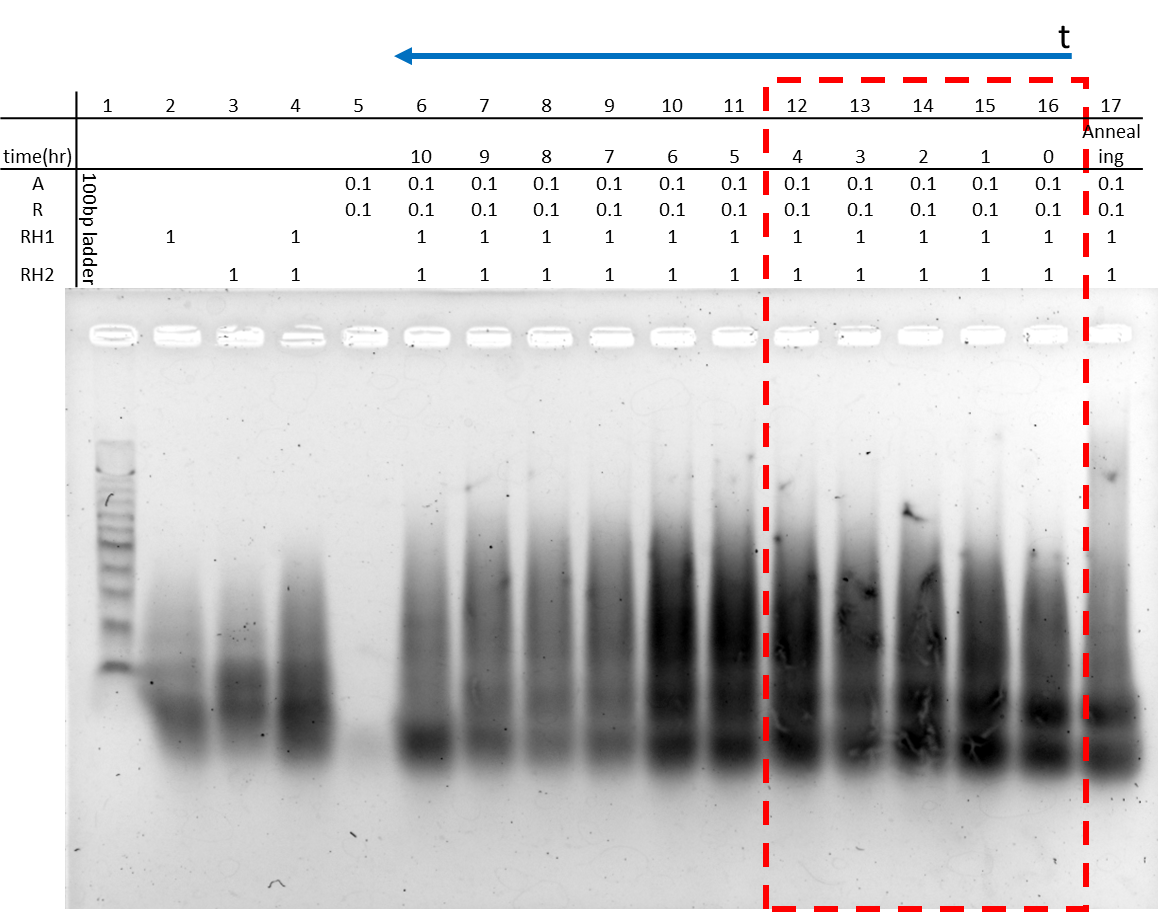 t
1 2 3 4 5 6 7 8 9 10 11 12 13 14 15 16 17
time(hr) 10 9 8 7 6 5 4 3 2 1 0 Anneal
ing
A 0.1 0.1 0.1 0.1 0.1 0.1 0.1 0.1 0.1 0.1 0.1 0.1 0.1
R 0.1 0.1 0.1 0.1 0.1 0.1 0.1 0.1 0.1 0.1 0.1 0.1 0.1
100bp ladder
RH1 1 1 1 1 1 1 1 1 1 1 1 1 1 1
RH2 1 1 1 1 1 1 1 1 1 1 1 1 1 1